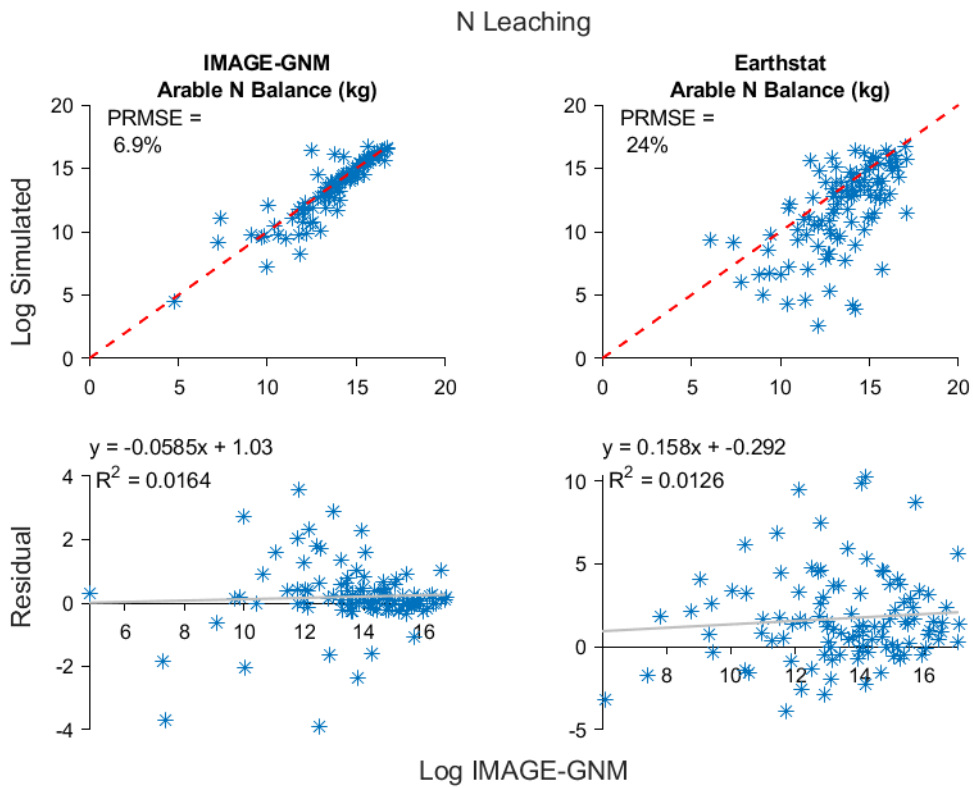 N Leaching
IMAGE-GNM
Arable N Balance (kg)
PRMSE =
6.9%
20
15
10
5
0
0 5 10 15 20
Earthstat
Arable N Balance (kg)
PRMSE =
24%
20
15
10
5
0
0 5 10 15 20
Log Simulated
y = -0.0585x + 1.03
R² = 0.0164
4
2
0
-2
-4
6 8 10 12 14 16
y = 0.158x + -0.292
R² = 0.0126
10
5
0
-5
8 10 12 14 16
Residual
Log IMAGE-GNM